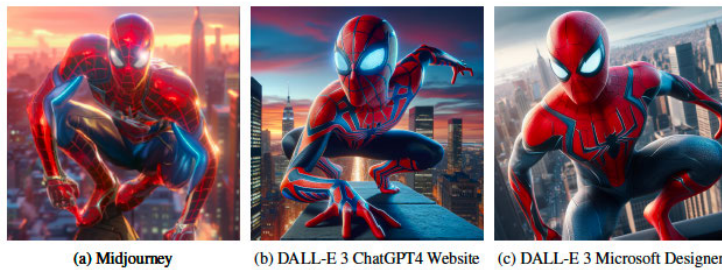 (a) Midjourney
(b) DALL-E 3 ChatGPT4 Website
(c) DALL-E 3 Microsoft Designer